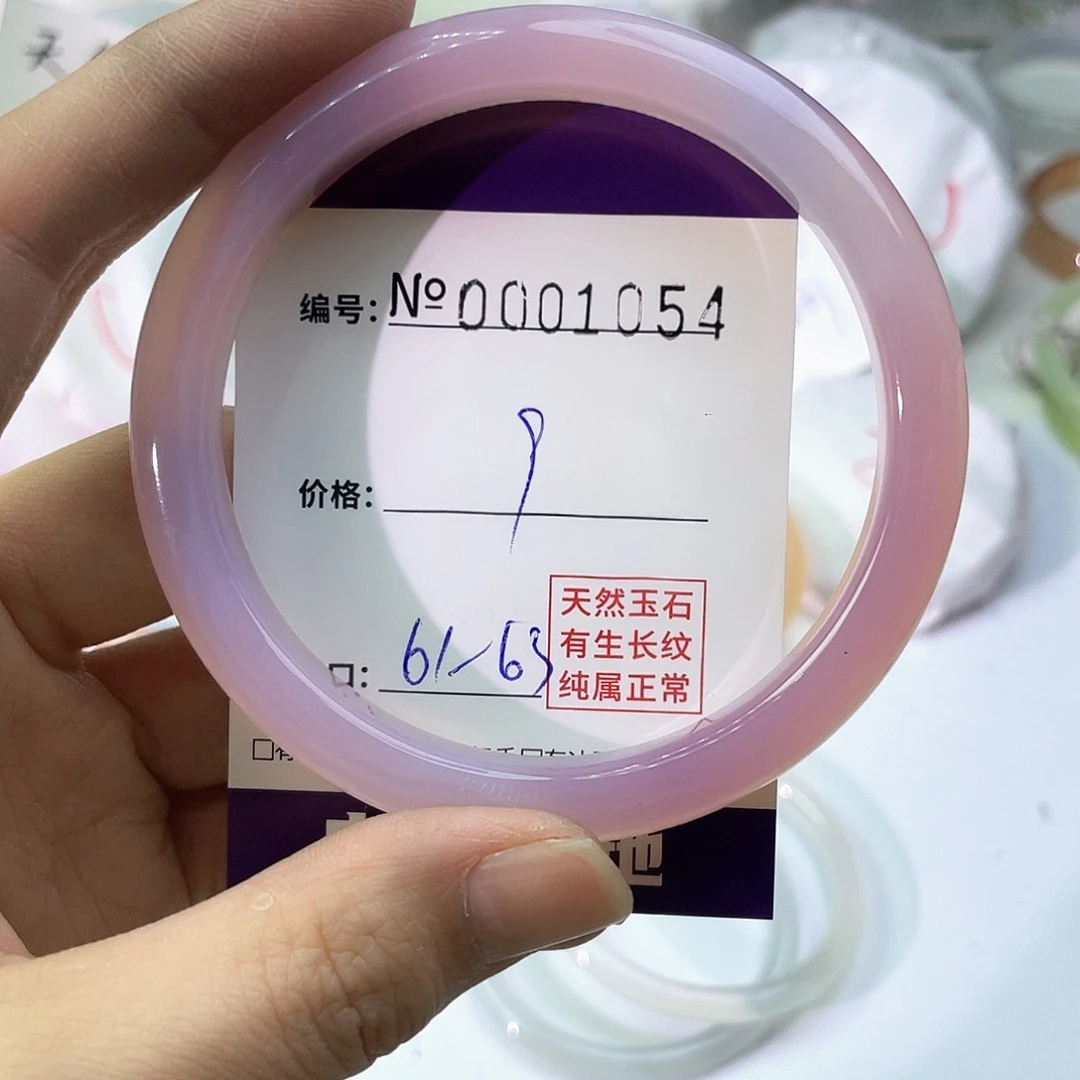 编号: №0001054
价格: 9
口: 61-63
天然玉石
有生长纹
纯属正常